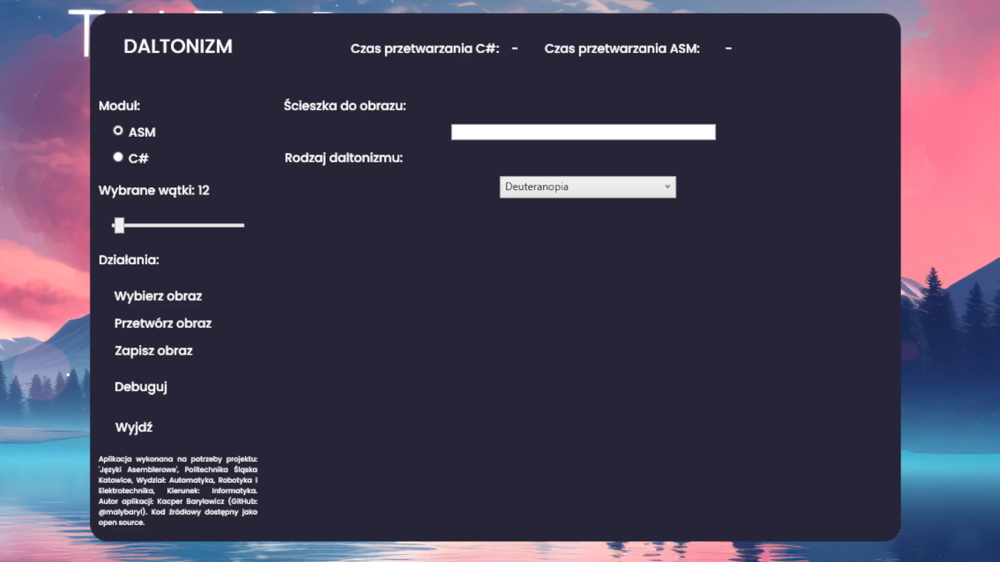 DALTONIZM
Czas przetwarzania C#: -
Czas przetwarzania ASM: -
Moduł:
ASM
C#
Wybrane wątki: 12
Działania:
Wybierz obraz
Przetwórz obraz
Zapisz obraz
Debuguj
Wyjdź
Aplikacja wykonana na potrzeby projektu:
'Języki Asemblerowe', Politechnika Śląska
Katowice, Wydział: Automatyka, Robotyka i
Elektrotechnika, Kierunek: Informatyka.
Autor aplikacji: Kacper Baryłowicz (GitHub:
@malybaryl). Kod źródłowy dostępny jako
open source.
Ścieszka do obrazu:
Rodzaj daltonizmu:
Deuteranopia